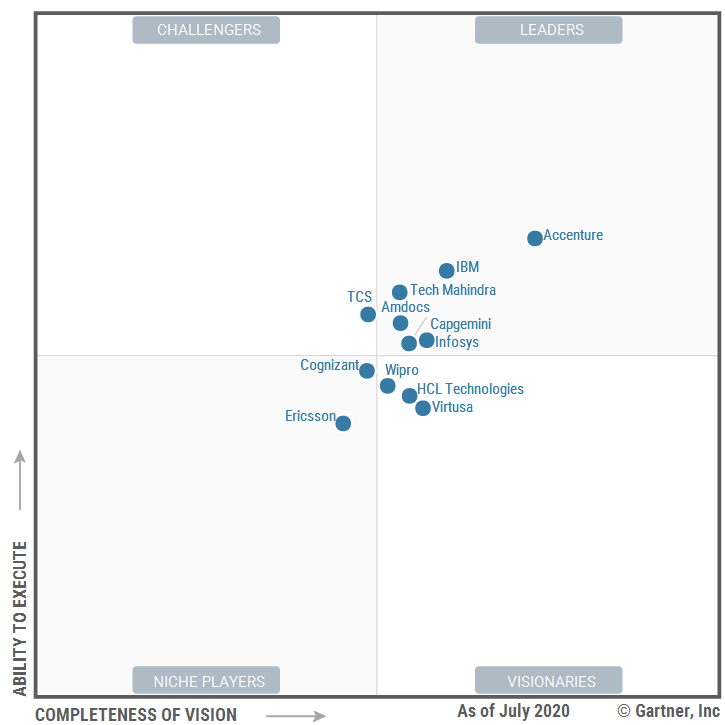 CHALLENGERS
LEADERS
Accenture
IBM
Tech Mahindra
TCS
Amdocs
Capgemini
Infosys
Cognizant
Wipro
HCL Technologies
Virtusa
Ericsson
ABILITY TO EXECUTE
NICHE PLAYERS
VISIONARIES
COMPLETENESS OF VISION
As of July 2020
© Gartner, Inc